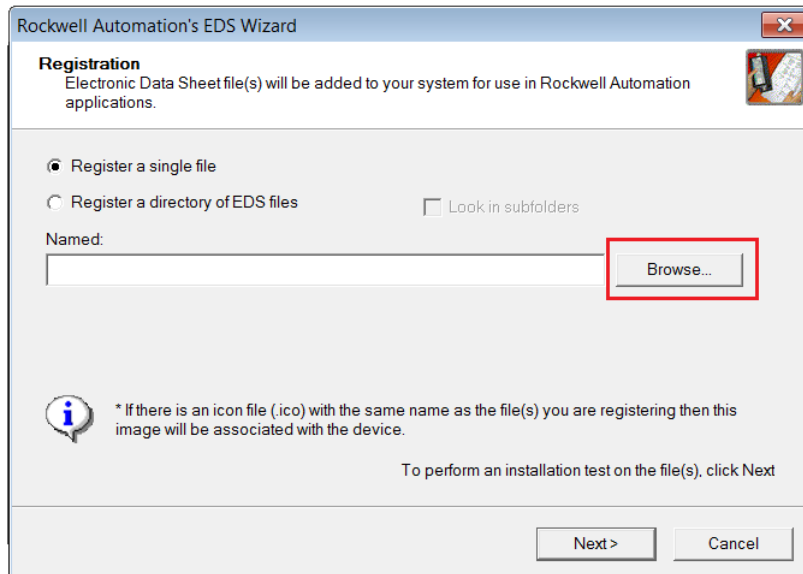 Rockwell Automation's EDS Wizard
Registration
Electronic Data Sheet file(s) will be added to your system for use in Rockwell Automation
applications.
Register a single file
Register a directory of EDS files
Look in subfolders
Named:
Browse...
* If there is an icon file (.ico) with the same name as the file(s) you are registering then this
image will be associated with the device.
To perform an installation test on the file(s), click Next
Next >
Cancel